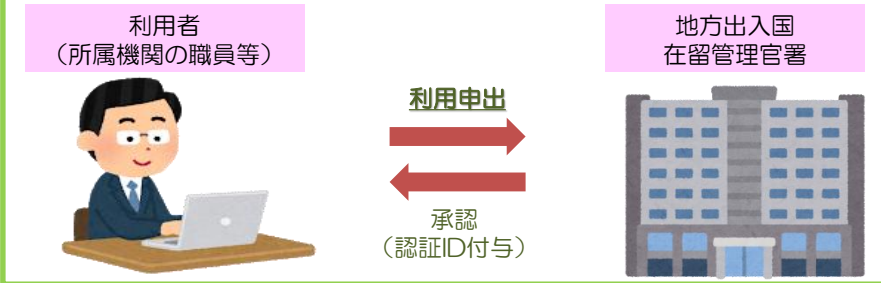 利用者
（所属機関の職員等）
地方出入国
在留管理官署
利用申出
承認
（認証ID付与）